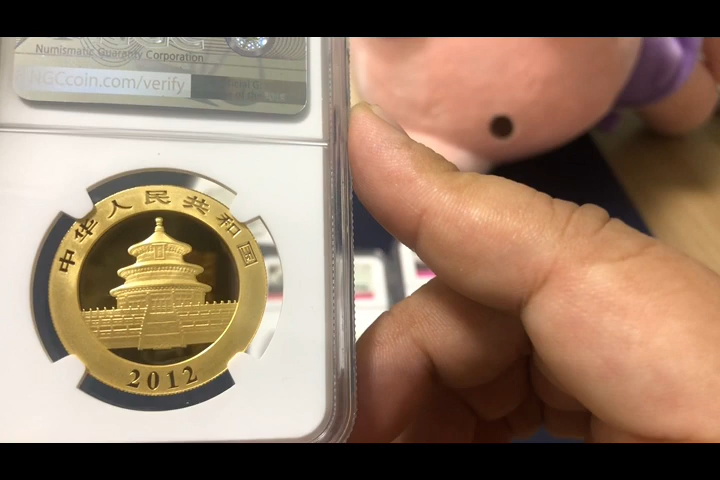 Numismatic Guaranty Corporation
NGCcoin.com/verify
中华人民共和国
2012